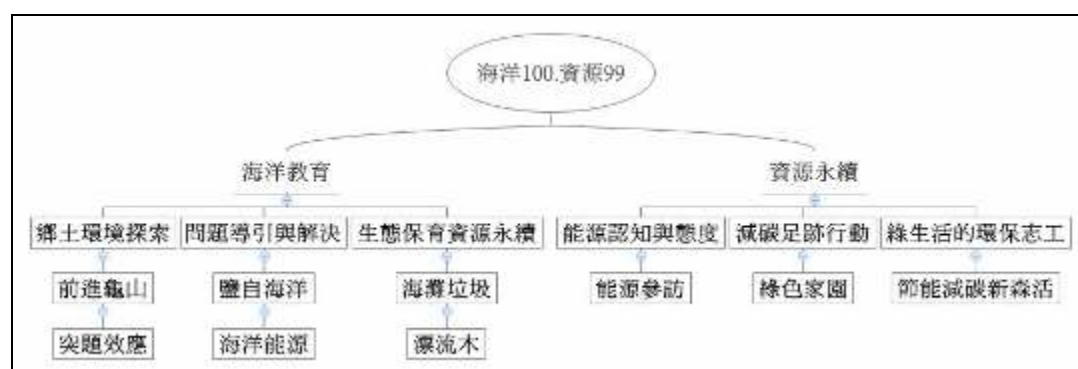 海洋100.資源99
海洋教育 資源永續
鄉土環境探索 問題導引與解決 生態保育資源永續 能源認知與態度 減碳足跡行動 綠生活的環保志工
前進龜山 鹽自海洋 海灘垃圾 能源參訪 綠色家園 節能減碳新森活
突題效應 海洋能源 漂流木